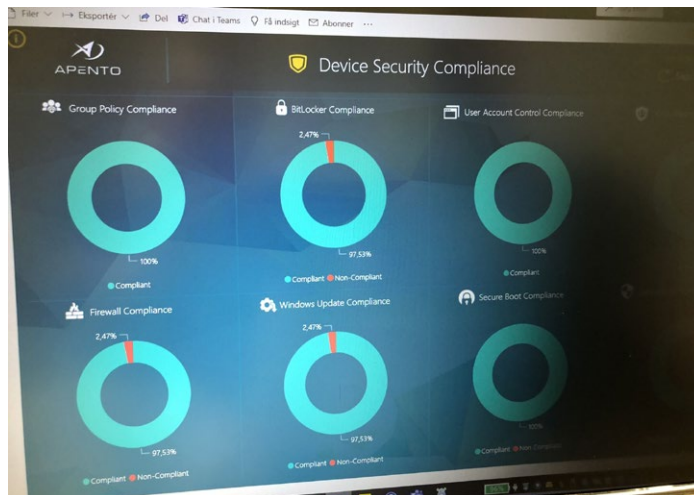 Filer
Eksportér
Del
Chat i Teams
Få indsigt
Abonner
APENTO
Device Security Compliance
Group Policy Compliance
100%
Compliant
BitLocker Compliance
2,47%
97,53%
Compliant Non-Compliant
User Account Control Compliance
100%
Compliant
Firewall Compliance
2,47%
97,53%
Compliant Non-Compliant
Windows Update Compliance
2,47%
97,53%
Compliant Non-Compliant
Secure Boot Compliance
100%
Compliant Non-Compliant